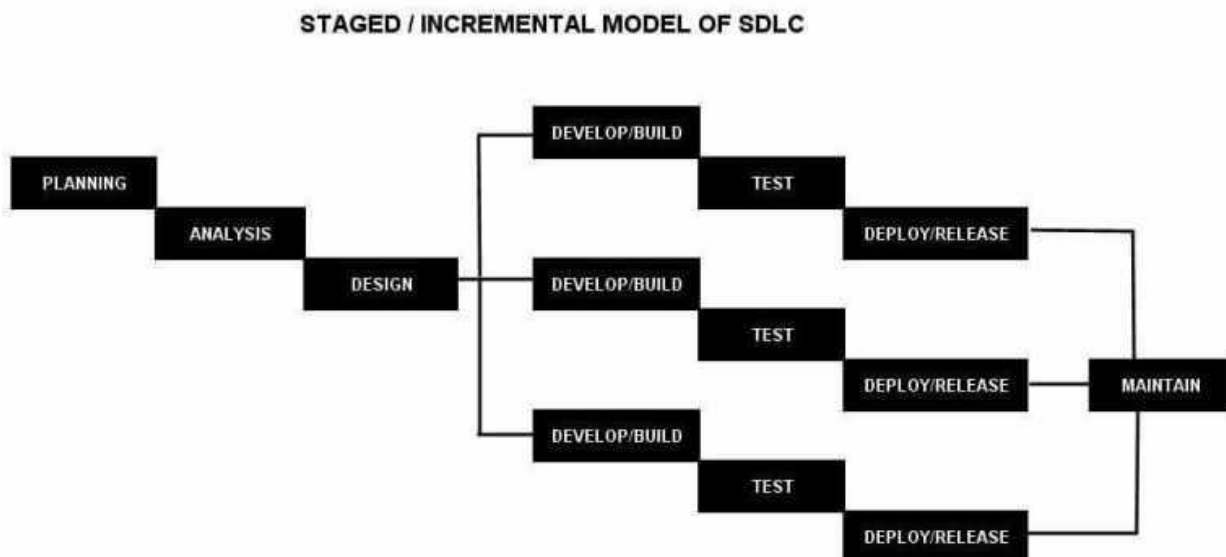 STAGED / INCREMENTAL MODEL OF SDLC
PLANNING
ANALYSIS
DESIGN
DEVELOP/BUILD
TEST
DEPLOY/RELEASE
DEVELOP/BUILD
TEST
DEPLOY/RELEASE
DEVELOP/BUILD
TEST
DEPLOY/RELEASE
MAINTAIN